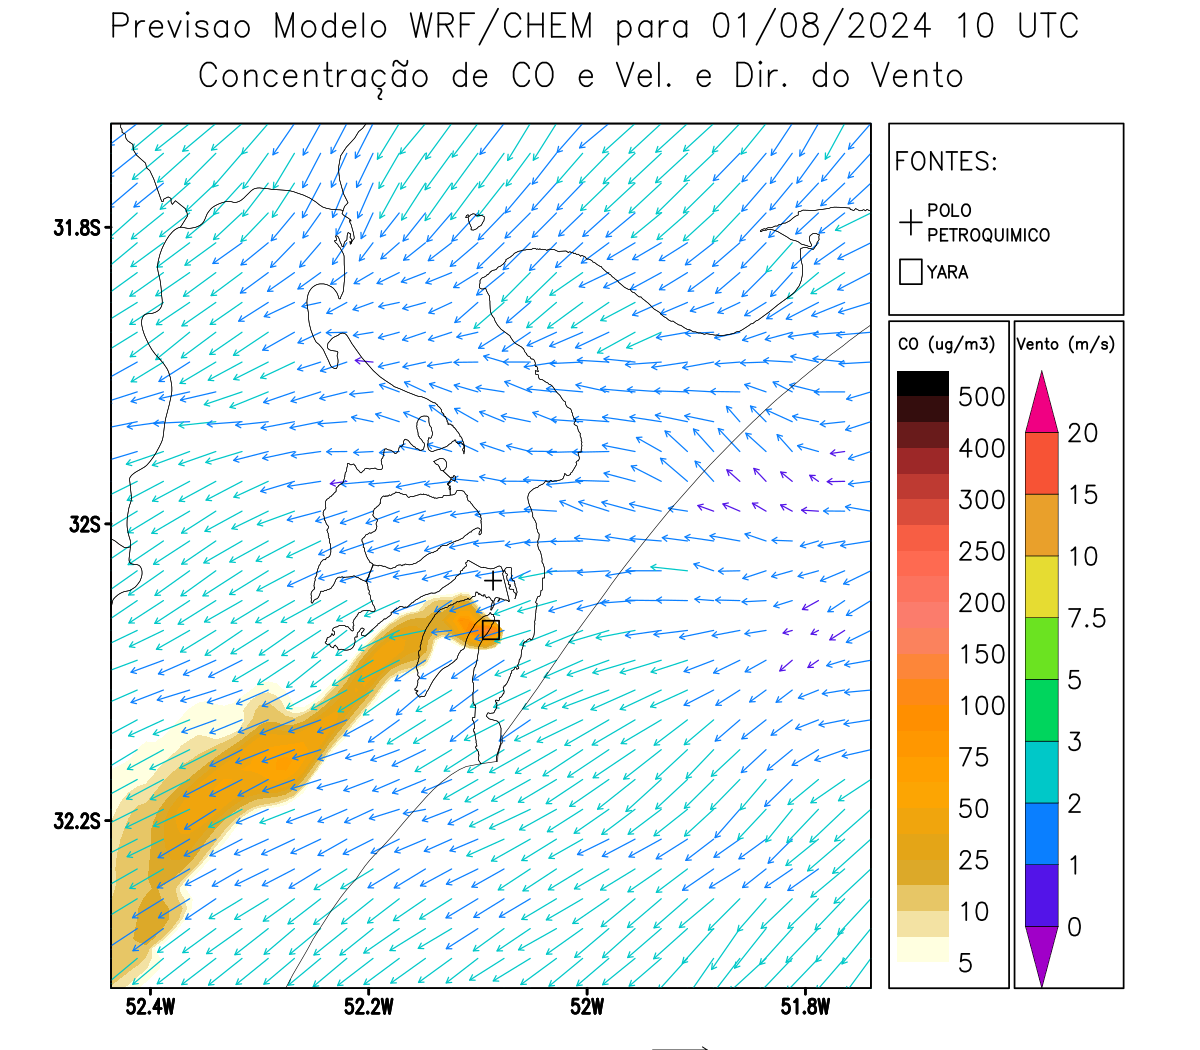 Previsao Modelo WRF/CHEM para 01/08/2024 10 UTC
Concentração de CO e Vel. e Dir. do Vento
FONTES:
POLO
PETROQUIMICO
YARA
CO (ug/m3)
500
400
300
250
200
150
100
75
50
25
10
5
Vento (m/s)
20
15
10
7.5
5
3
2
1
0
31.8S
32S
32.2S
52.4W
52.2W
52W
51.8W